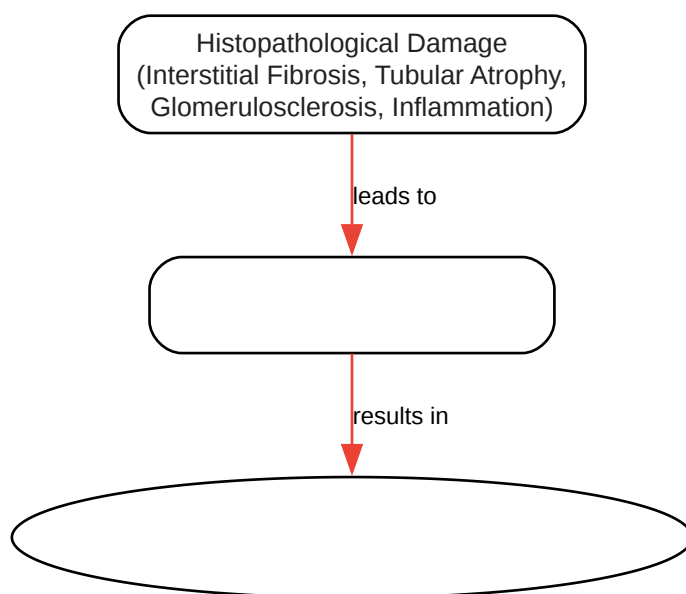 Histopathological Damage
(Interstitial Fibrosis, Tubular Atrophy,
Glomerulosclerosis, Inflammation)
leads to
results in